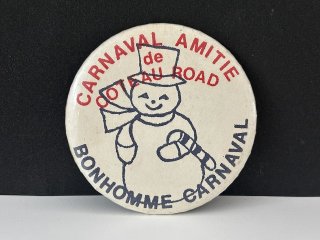 CARNAVAL AMITIE
de
COTEAU ROAD
BONHOMME CARNAVAL